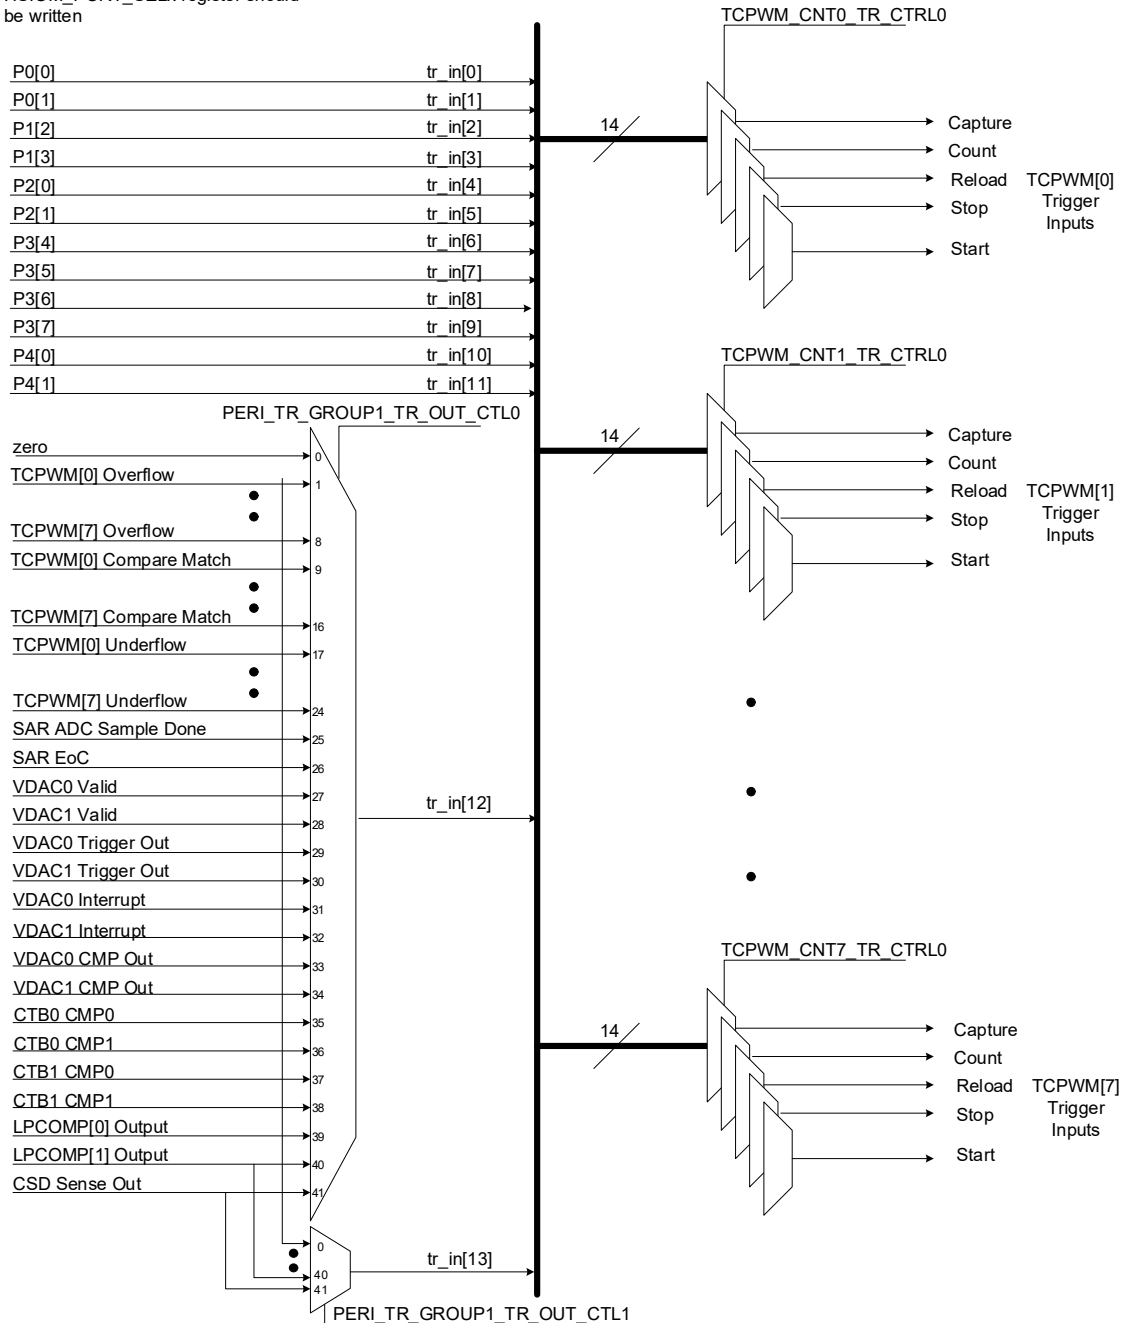 be written
TCPWM_CNT0_TR_CTRL0
P0[0] tr_in[0]
P0[1] tr_in[1]
P1[2] tr_in[2]
P1[3] tr_in[3]
P2[0] tr_in[4]
P2[1] tr_in[5]
P3[4] tr_in[6]
P3[5] tr_in[7]
P3[6] tr_in[8]
P3[7] tr_in[9]
P4[0] tr_in[10]
P4[1] tr_in[11]
14
Capture
Count
Reload
Stop
Start
TCPWM[0]
Trigger
Inputs
TCPWM_CNT1_TR_CTRL0
14
Capture
Count
Reload
Stop
Start
TCPWM[1]
Trigger
Inputs
PERI_TR_GROUP1_TR_OUT_CTL0
zero 0
TCPWM[0] Overflow 1
TCPWM[7] Overflow 8
TCPWM[0] Compare Match 9
TCPWM[7] Compare Match 16
TCPWM[0] Underflow 17
TCPWM[7] Underflow 24
SAR ADC Sample Done 25
SAR EoC 26
VDAC0 Valid 27
VDAC1 Valid 28
VDAC0 Trigger Out 29
VDAC1 Trigger Out 30
VDAC0 Interrupt 31
VDAC1 Interrupt 32
VDAC0 CMP Out 33
VDAC1 CMP Out 34
CTB0 CMP0 35
CTB0 CMP1 36
CTB1 CMP0 37
CTB1 CMP1 38
LPCOMP[0] Output 39
LPCOMP[1] Output 40
CSD Sense Out 41
tr_in[12]
TCPWM_CNT7_TR_CTRL0
14
Capture
Count
Reload
Stop
Start
TCPWM[7]
Trigger
Inputs
0
40
41
tr_in[13]
PERI_TR_GROUP1_TR_OUT_CTL1